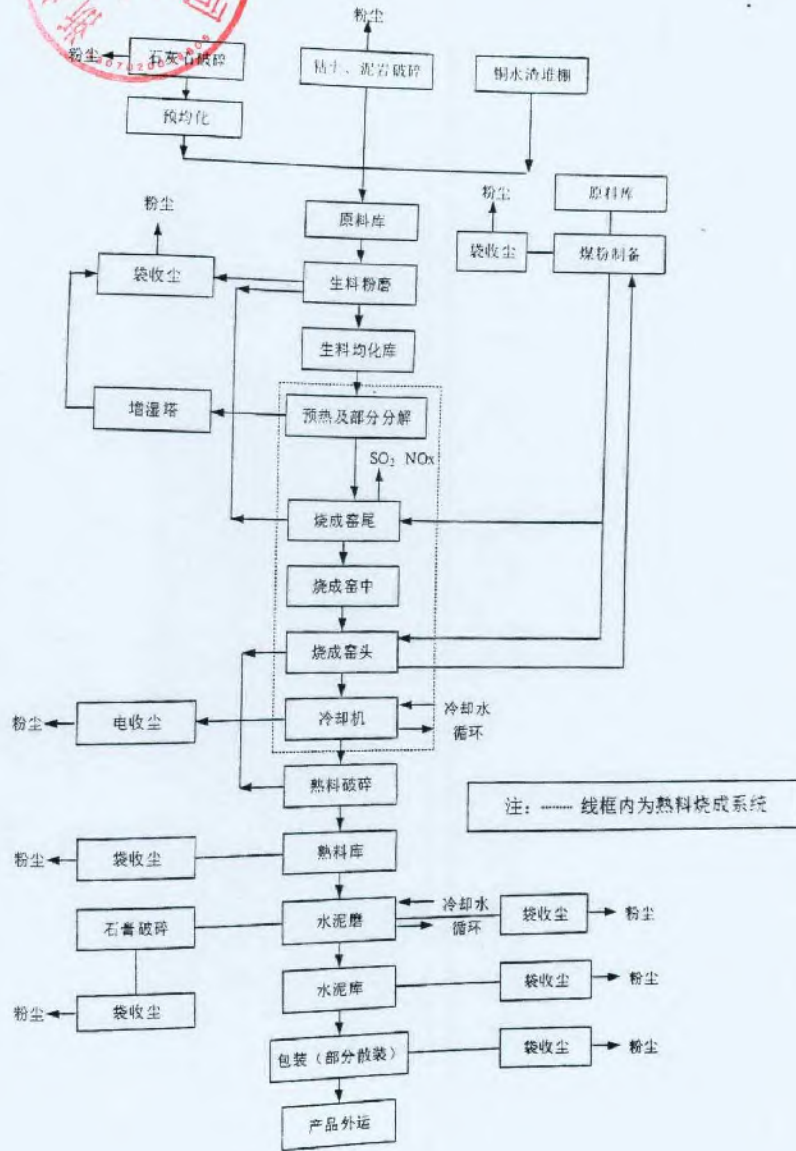 粉尘
粉尘
石灰石破碎
粘土、泥岩破碎
铜水渣堆棚
预均化
粉尘
原料库
粉尘
原料库
袋收尘
煤粉制备
袋收尘
生料粉磨
生料均化库
增湿塔
预热及部分分解
SO₂ NOx
烧成窑尾
烧成窑中
烧成窑头
粉尘
电收尘
冷却机
冷却水
循环
熟料破碎
注：┄┄ 线框内为熟料烧成系统
粉尘
袋收尘
熟料库
石膏破碎
水泥磨
冷却水
循环
袋收尘
粉尘
粉尘
袋收尘
水泥库
袋收尘
粉尘
包装（部分散装）
袋收尘
粉尘
产品外运